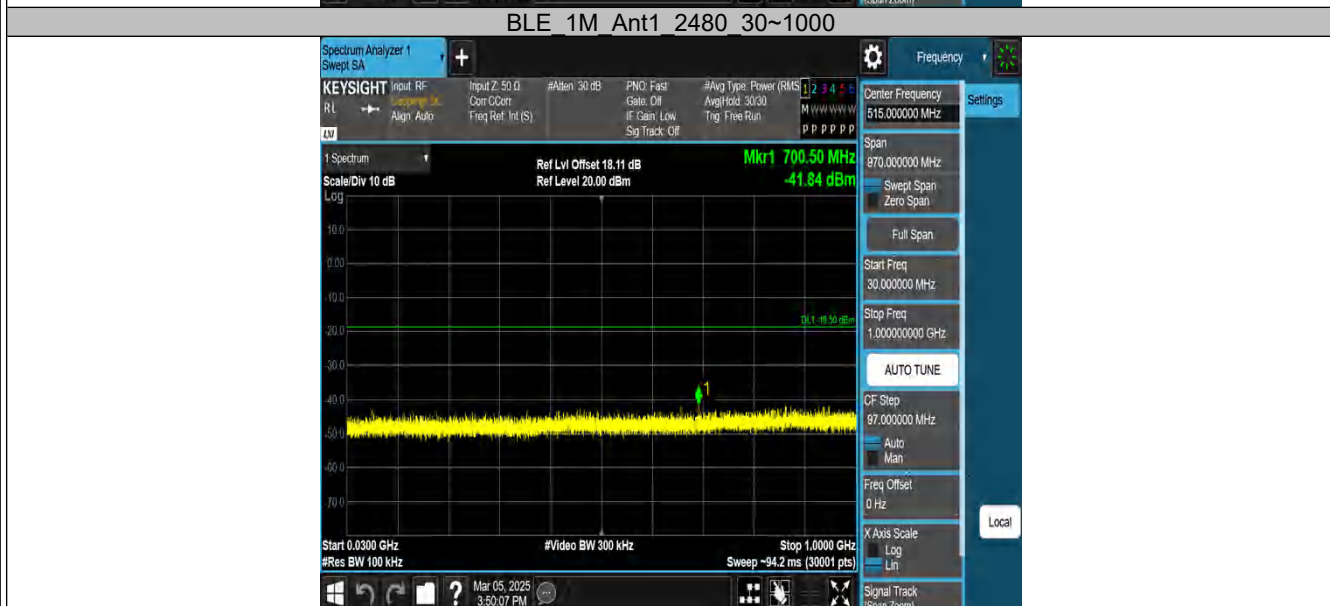 (Span Zoom)
BLE_1M_Ant1_2480_30~1000
Spectrum Analyzer 1
Swept SA
+
Frequency
KEYSIGHT
RL
LXI
Input: RF
Coupling: DC
Align: Auto
Input Z: 50 Ω
Corr CCorr
Freq Ref: Int (S)
#Atten: 30 dB
PNO: Fast
Gate: Off
IF Gain: Low
Sig Track: Off
#Avg Type: Power (RMS
Avg|Hold: 30/30
Trig: Free Run
1 2 3 4 5 6
M W W W W W
P P P P P P
Center Frequency
515.000000 MHz
Settings
1 Spectrum
Scale/Div 10 dB
Log
Ref Lvl Offset 18.11 dB
Ref Level 20.00 dBm
Mkr1 700.50 MHz
-41.84 dBm
Span
970.000000 MHz
Swept Span
Zero Span
Full Span
Start Freq
30.000000 MHz
Stop Freq
1.000000000 GHz
AUTO TUNE
CF Step
97.000000 MHz
Auto
Man
Freq Offset
0 Hz
X Axis Scale
Log
Lin
Signal Track
(Span Zoom)
Local
10.0
0.00
-10.0
-20.0
-30.0
-40.0
-50.0
-60.0
-70.0
1
Start 0.0300 GHz
#Res BW 100 kHz
#Video BW 300 kHz
Stop 1.0000 GHz
Sweep ~94.2 ms (30001 pts)
?
Mar 05, 2025
3:50:07 PM